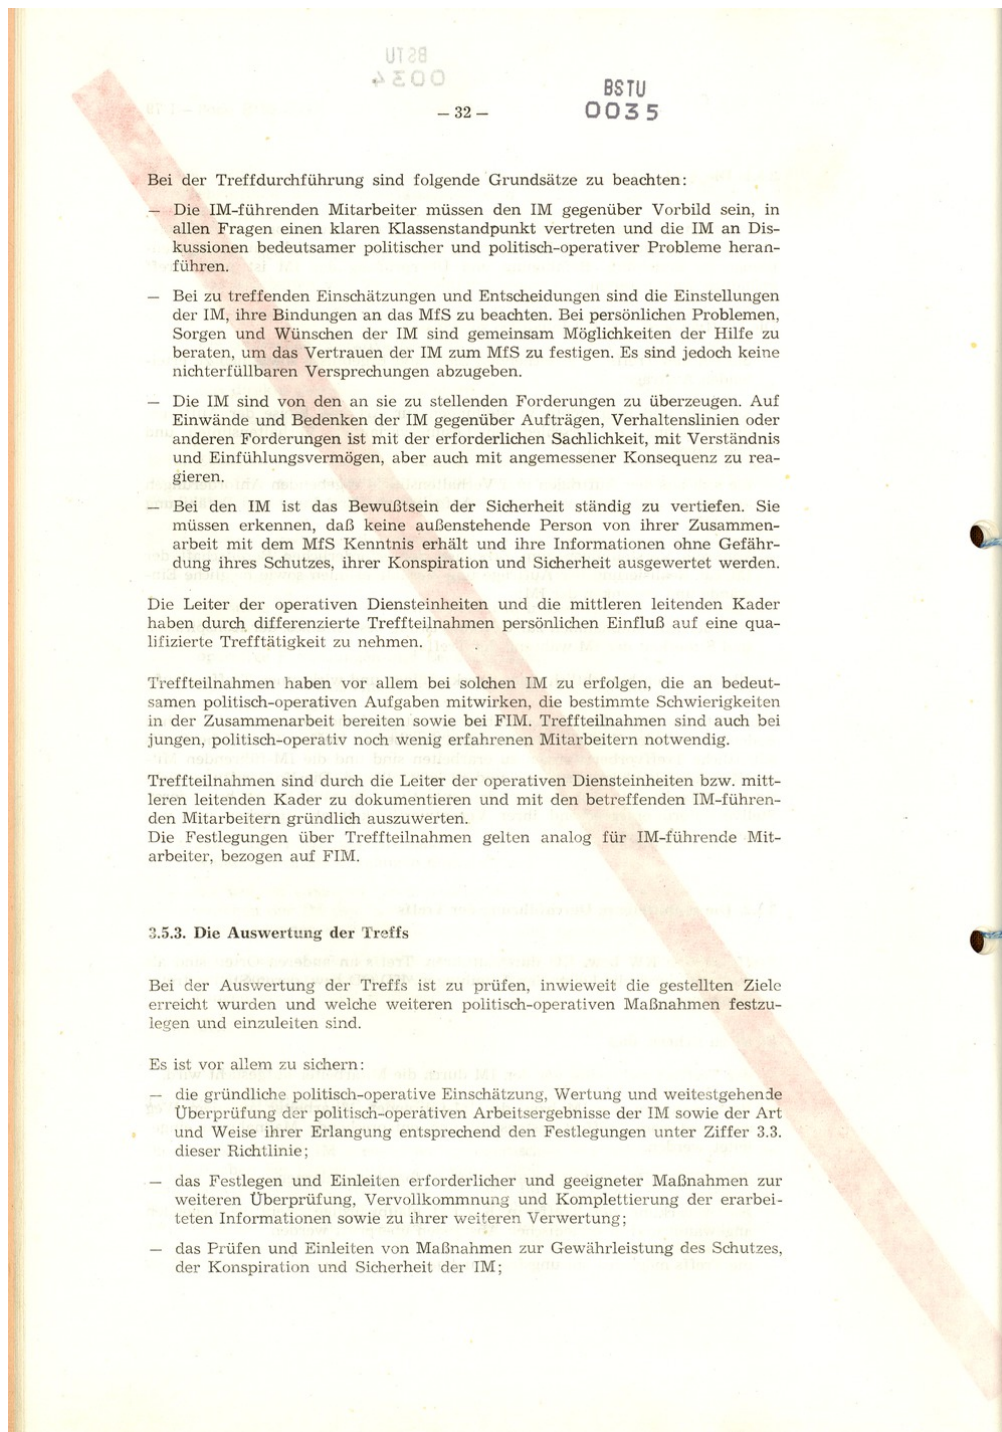 BSTU
0034
BSTU
0035
— 32 —
Bei der Treffdurchführung sind folgende Grundsätze zu beachten:
— Die IM-führenden Mitarbeiter müssen den IM gegenüber Vorbild sein, in
allen Fragen einen klaren Klassenstandpunkt vertreten und die IM an Dis-
kussionen bedeutsamer politischer und politisch-operativer Probleme heran-
führen.
— Bei zu treffenden Einschätzungen und Entscheidungen sind die Einstellungen
der IM, ihre Bindungen an das MfS zu beachten. Bei persönlichen Problemen,
Sorgen und Wünschen der IM sind gemeinsam Möglichkeiten der Hilfe zu
beraten, um das Vertrauen der IM zum MfS zu festigen. Es sind jedoch keine
nichterfüllbaren Versprechungen abzugeben.
— Die IM sind von den an sie zu stellenden Forderungen zu überzeugen. Auf
Einwände und Bedenken der IM gegenüber Aufträgen, Verhaltenslinien oder
anderen Forderungen ist mit der erforderlichen Sachlichkeit, mit Verständnis
und Einfühlungsvermögen, aber auch mit angemessener Konsequenz zu rea-
gieren.
— Bei den IM ist das Bewußtsein der Sicherheit ständig zu vertiefen. Sie
müssen erkennen, daß keine außenstehende Person von ihrer Zusammen-
arbeit mit dem MfS Kenntnis erhält und ihre Informationen ohne Gefähr-
dung ihres Schutzes, ihrer Konspiration und Sicherheit ausgewertet werden.
Die Leiter der operativen Diensteinheiten und die mittleren leitenden Kader
haben durch differenzierte Treffteilnahmen persönlichen Einfluß auf eine qua-
lifizierte Trefftätigkeit zu nehmen.
Treffteilnahmen haben vor allem bei solchen IM zu erfolgen, die an bedeut-
samen politisch-operativen Aufgaben mitwirken, die bestimmte Schwierigkeiten
in der Zusammenarbeit bereiten sowie bei FIM. Treffteilnahmen sind auch bei
jungen, politisch-operativ noch wenig erfahrenen Mitarbeitern notwendig.
Treffteilnahmen sind durch die Leiter der operativen Diensteinheiten bzw. mitt-
leren leitenden Kader zu dokumentieren und mit den betreffenden IM-führen-
den Mitarbeitern gründlich auszuwerten.
Die Festlegungen über Treffteilnahmen gelten analog für IM-führende Mit-
arbeiter, bezogen auf FIM.
3.5.3. Die Auswertung der Treffs
Bei der Auswertung der Treffs ist zu prüfen, inwieweit die gestellten Ziele
erreicht wurden und welche weiteren politisch-operativen Maßnahmen festzu-
legen und einzuleiten sind.
Es ist vor allem zu sichern:
— die gründliche politisch-operative Einschätzung, Wertung und weitestgehende
Überprüfung der politisch-operativen Arbeitsergebnisse der IM sowie der Art
und Weise ihrer Erlangung entsprechend den Festlegungen unter Ziffer 3.3.
dieser Richtlinie;
— das Festlegen und Einleiten erforderlicher und geeigneter Maßnahmen zur
weiteren Überprüfung, Vervollkommnung und Komplettierung der erarbei-
teten Informationen sowie zu ihrer weiteren Verwertung;
— das Prüfen und Einleiten von Maßnahmen zur Gewährleistung des Schutzes,
der Konspiration und Sicherheit der IM;